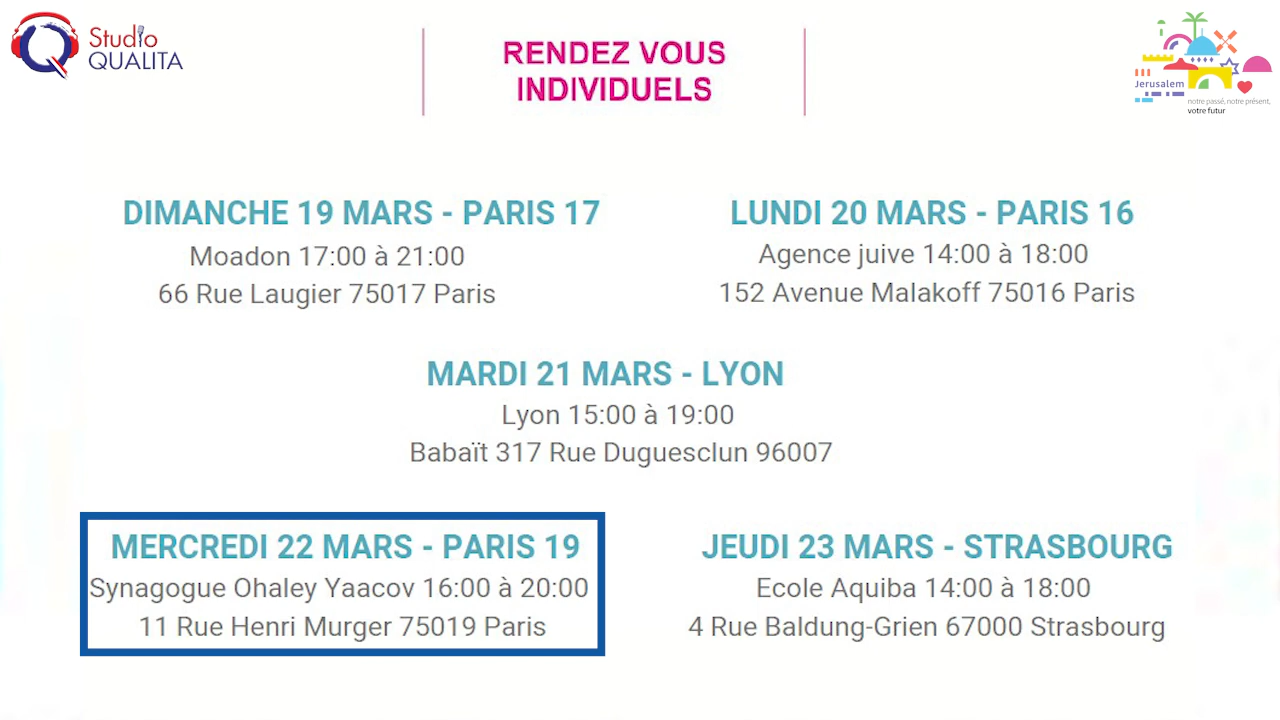 Studio
QUALITA
RENDEZ VOUS
INDIVIDUELS
Jerusalem
notre passé, notre présent,
votre futur
DIMANCHE 19 MARS - PARIS 17
Moadon 17:00 à 21:00
66 Rue Laugier 75017 Paris
LUNDI 20 MARS - PARIS 16
Agence juive 14:00 à 18:00
152 Avenue Malakoff 75016 Paris
MARDI 21 MARS - LYON
Lyon 15:00 à 19:00
Babaït 317 Rue Duguesclun 96007
MERCREDI 22 MARS - PARIS 19
Synagogue Ohaley Yaacov 16:00 à 20:00
11 Rue Henri Murger 75019 Paris
JEUDI 23 MARS - STRASBOURG
Ecole Aquiba 14:00 à 18:00
4 Rue Baldung-Grien 67000 Strasbourg